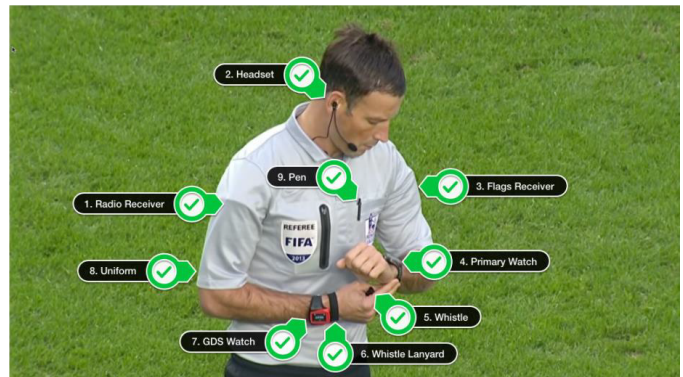 2. Headset
9. Pen
3. Flags Receiver
1. Radio Receiver
REFEREE
FIFA
2013
4. Primary Watch
8. Uniform
5. Whistle
7. GDS Watch
6. Whistle Lanyard